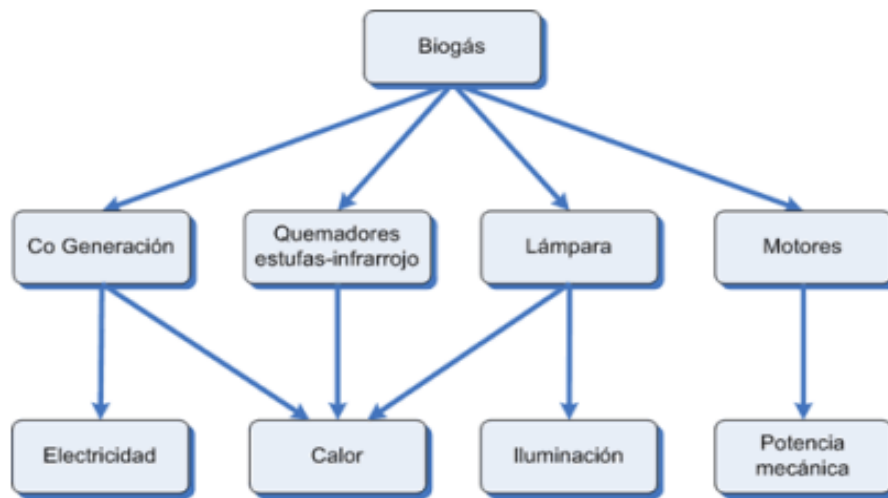 Biogás
Co Generación
Quemadores
estufas-infrarrojo
Lámpara
Motores
Electricidad
Calor
Iluminación
Potencia
mecánica